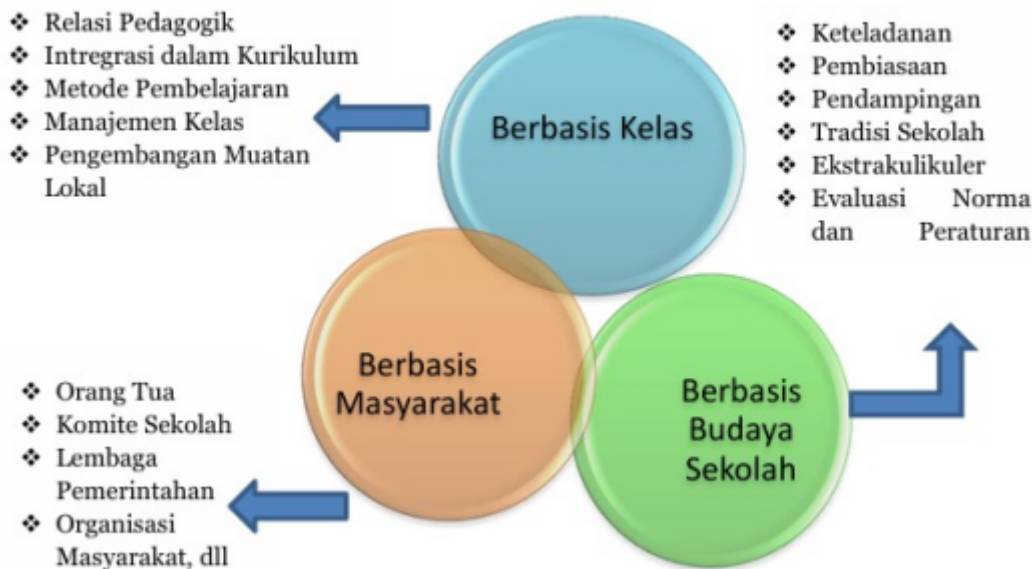 ❖ Relasi Pedagogik
❖ Intregrasi dalam Kurikulum
❖ Metode Pembelajaran
❖ Manajemen Kelas
❖ Pengembangan Muatan
Lokal
Berbasis Kelas
❖ Keteladanan
❖ Pembiasaan
❖ Pendampingan
❖ Tradisi Sekolah
❖ Ekstrakulikuler
❖ Evaluasi Norma
dan Peraturan
Berbasis
Masyarakat
Berbasis
Budaya
Sekolah
❖ Orang Tua
❖ Komite Sekolah
❖ Lembaga
Pemerintahan
❖ Organisasi
Masyarakat, dll